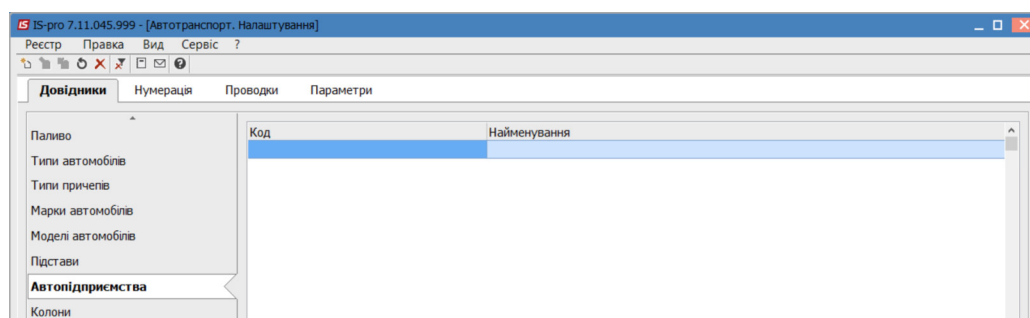 IS-pro 7.11.045.999 - [Автотранспорт. Налаштування]
Реєстр Правка Вид Сервіс ?
Довідники Нумерація Проводки Параметри
Код Найменування
Паливо
Типи автомобілів
Типи причепів
Марки автомобілів
Моделі автомобілів
Підстави
Автопідприємства
Колони